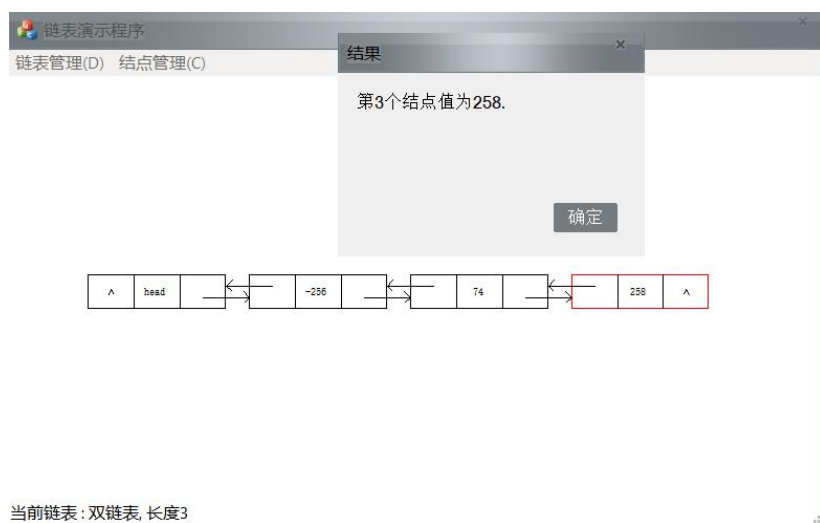 链表演示程序
链表管理(D) 结点管理(C)
结果
第3个结点值为258.
确定
∧ head -256 74 258 ∧
当前链表 : 双链表, 长度3